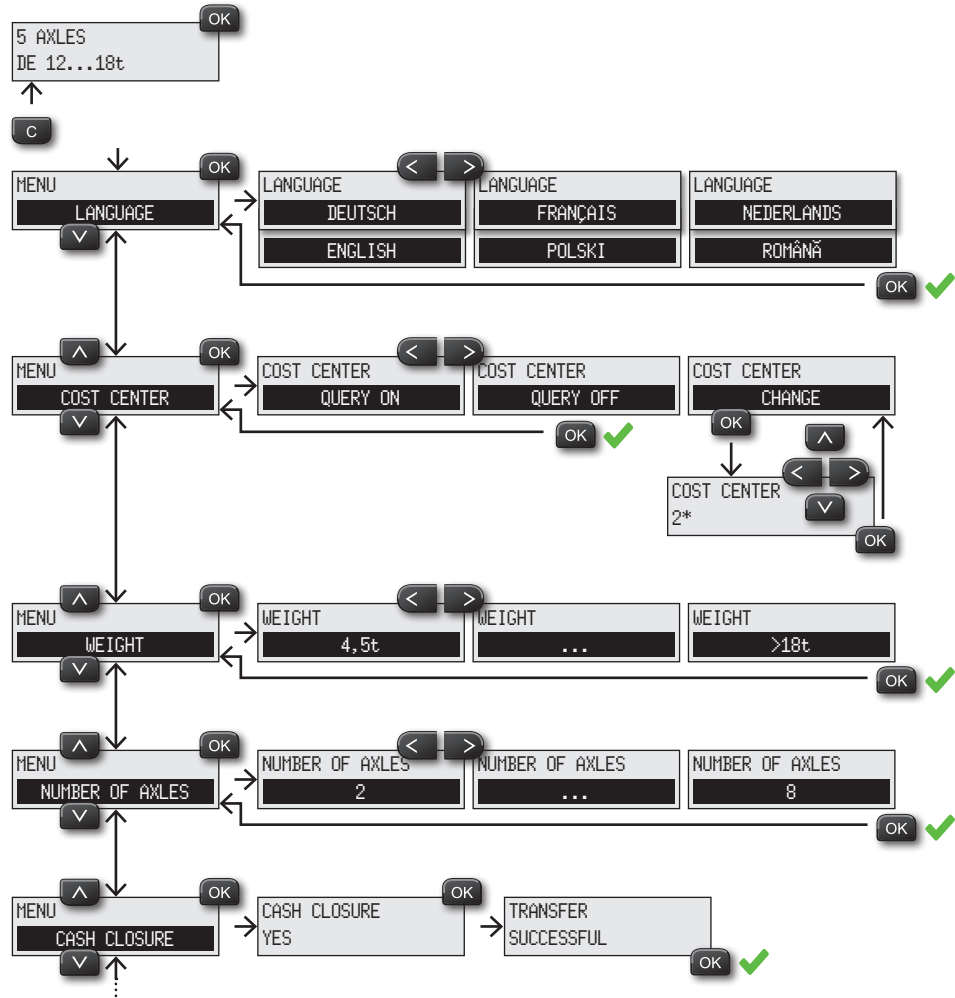 OK
5 AXLES
DE 12...18t
C
OK
MENU
LANGUAGE
LANGUAGE
DEUTSCH
ENGLISH
LANGUAGE
FRANÇAIS
POLSKI
LANGUAGE
NEDERLANDS
ROMÂNĂ
OK
OK
MENU
COST CENTER
COST CENTER
QUERY ON
COST CENTER
QUERY OFF
COST CENTER
CHANGE
OK
OK
COST CENTER
2*
OK
OK
MENU
WEIGHT
WEIGHT
4,5t
WEIGHT
...
WEIGHT
>18t
OK
OK
MENU
NUMBER OF AXLES
NUMBER OF AXLES
2
NUMBER OF AXLES
...
NUMBER OF AXLES
8
OK
OK
MENU
CASH CLOSURE
OK
CASH CLOSURE
YES
TRANSFER
SUCCESSFUL
OK